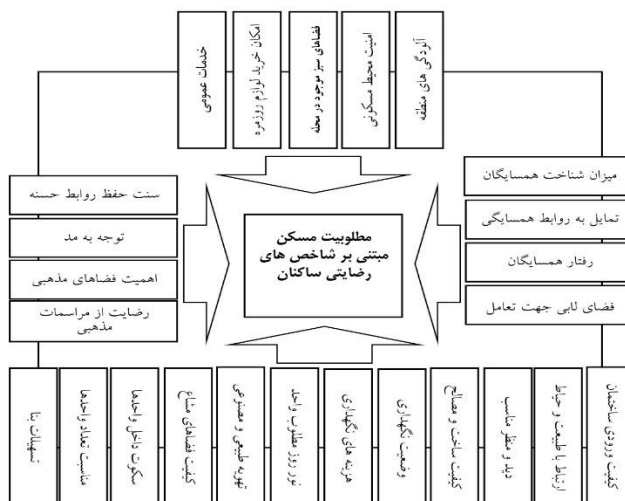 آلودگی های منطقه
امنیت محیط مسکونی
فضاهای سبز موجود در محله
امکان خرید لوازم روزمره
خدمات عمومی
میزان شناخت همسایگان
تمایل به روابط همسایگی
رفتار همسایگان
فضای لابی جهت تعامل
مطلوبیت مسکن
مبتنی بر شاخص های
رضایتی ساکنان
سنت حفظ روابط حسنه
توجه به مد
اهمیت فضاهای مذهبی
رضایت از مراسمات
مذهبی
کیفیت ورودی ساختمان
ارتباط با طبیعت و حیاط
دید و منظر مناسب
کیفیت ساخت و مصالح
وضعیت نگهداری
هزینه های نگهداری
نور روز مطلوب واحد
تهویه طبیعی و مصنوعی
کیفیت فضاهای مشاع
سکوت داخل واحدها
مناسبت تعداد واحدها
تسهیلات بنا